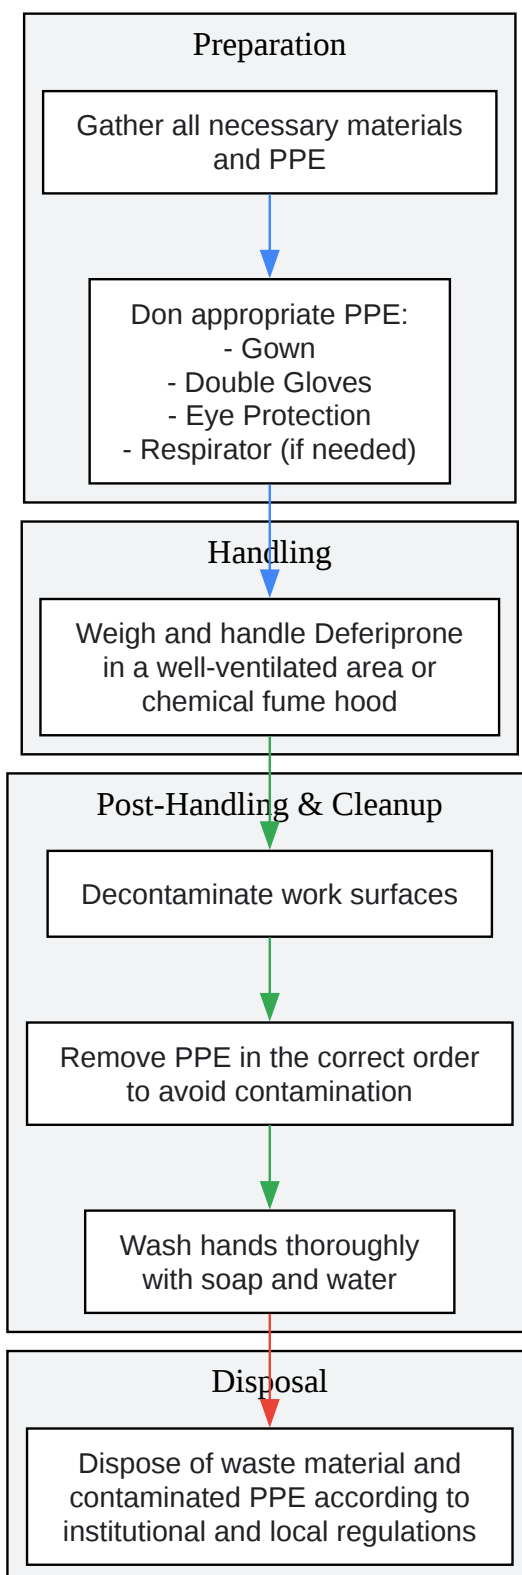 Preparation
Gather all necessary materials
and PPE
Don appropriate PPE:
- Gown
- Double Gloves
- Eye Protection
- Respirator (if needed)
Handling
Weigh and handle Deferiprone
in a well-ventilated area or
chemical fume hood
Post-Handling & Cleanup
Decontaminate work surfaces
Remove PPE in the correct order
to avoid contamination
Wash hands thoroughly
with soap and water
Disposal
Dispose of waste material and
contaminated PPE according to
institutional and local regulations